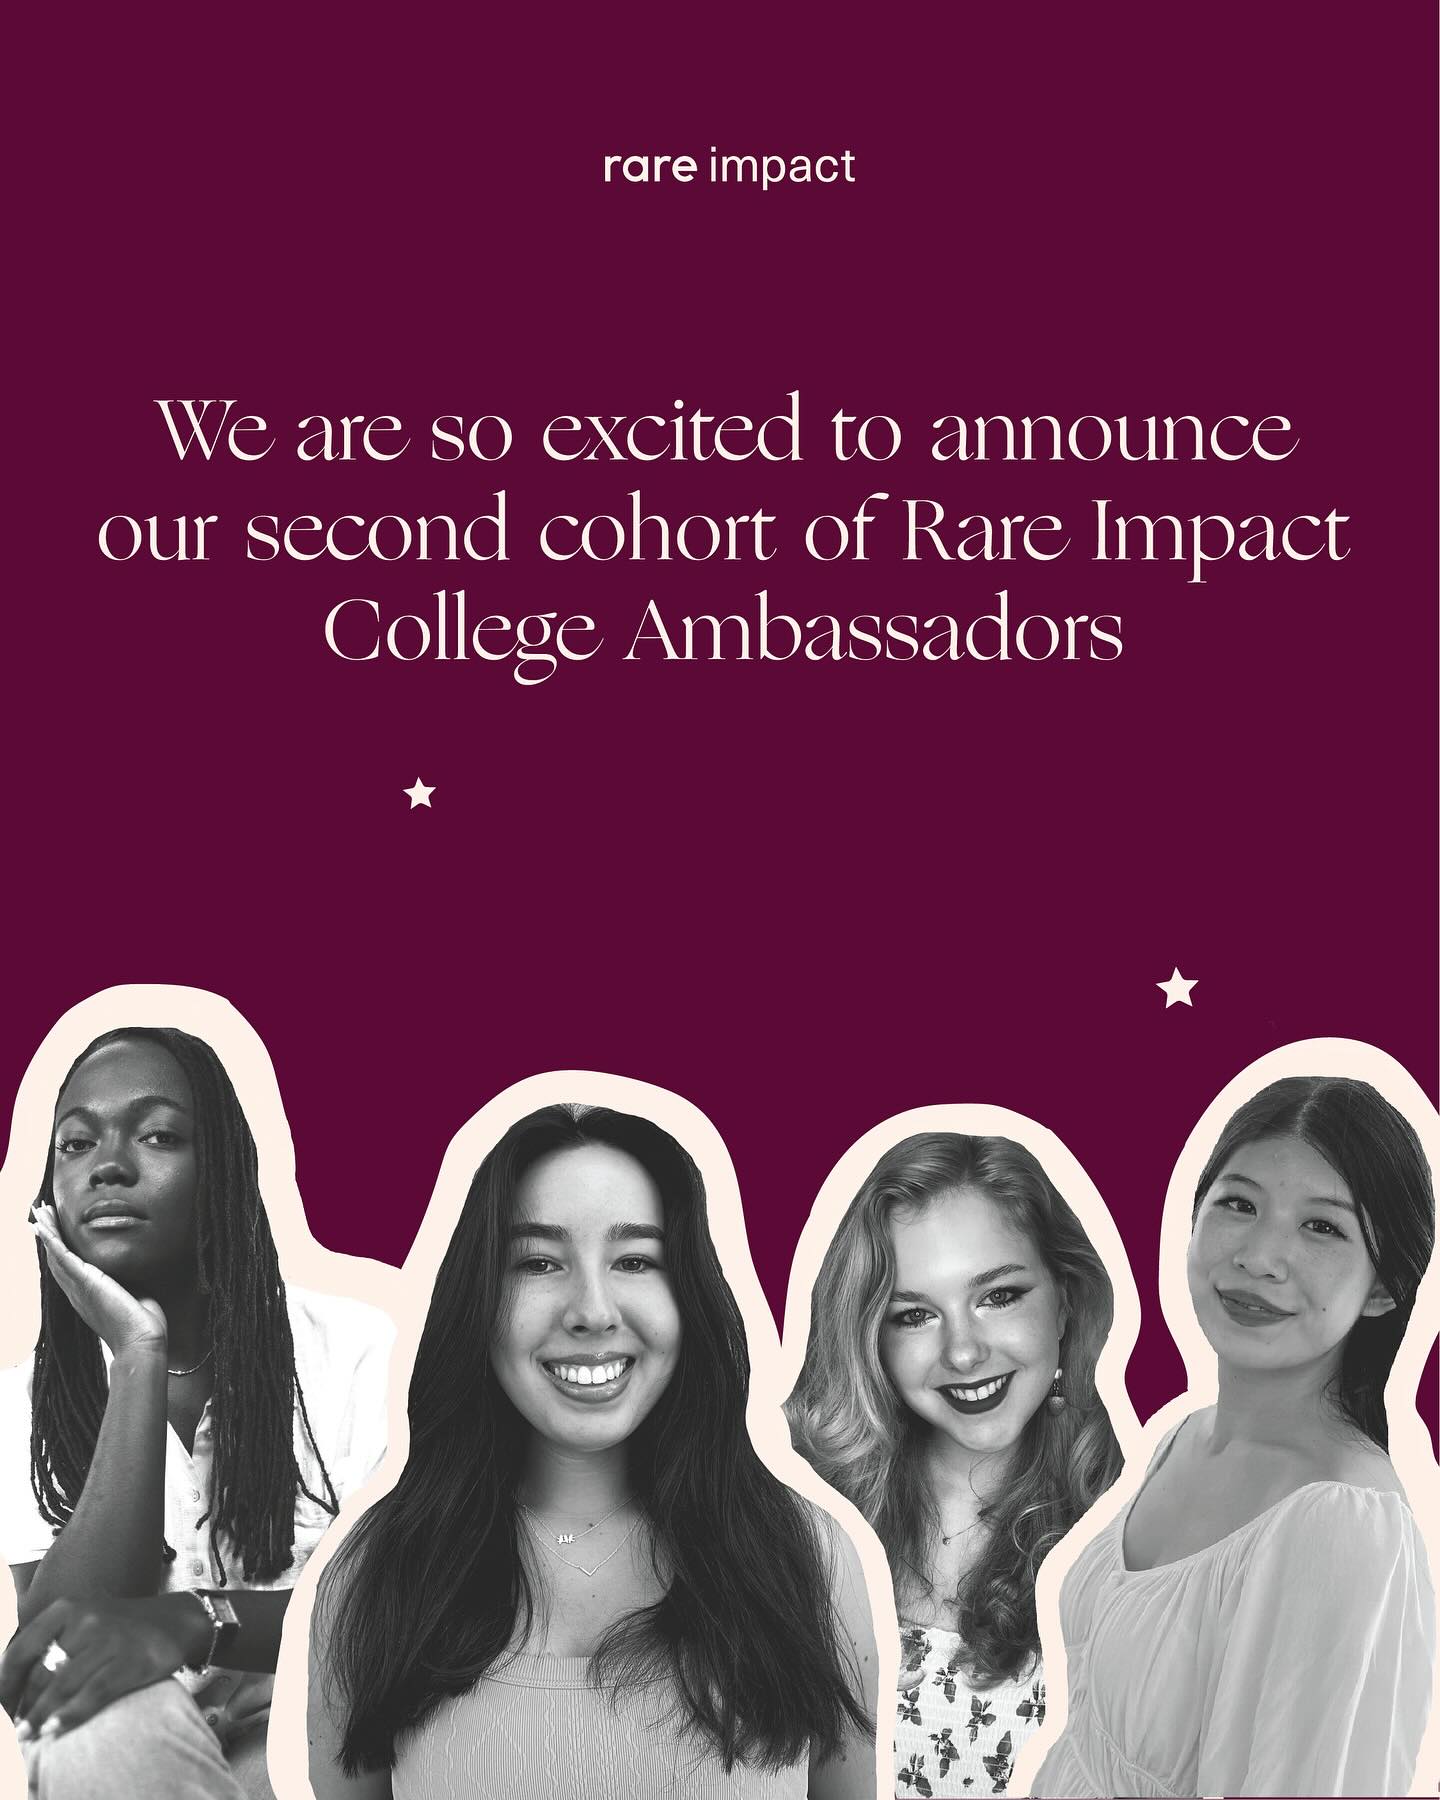 rare impact
We are so excited to announce
our second cohort of Rare Impact
College Ambassadors